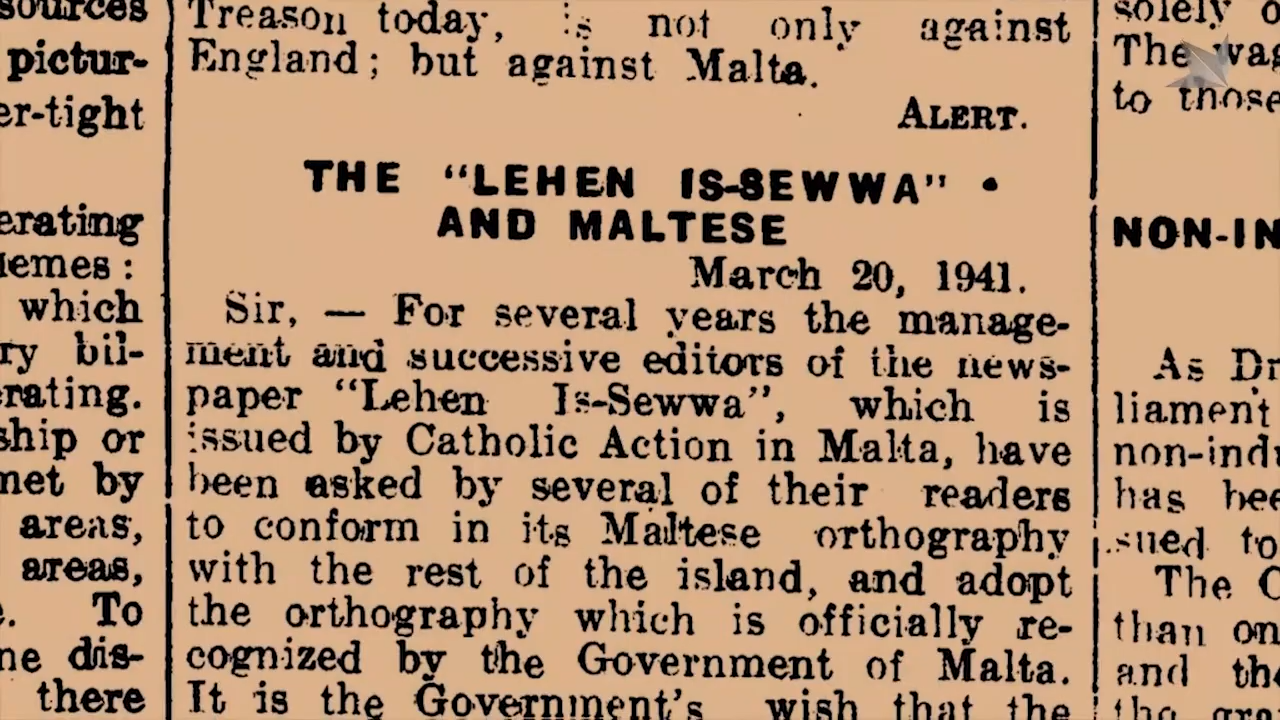 sources
pictur-
er-tight
erating
emes:
which
ry bil-
erating.
ship or
met by
areas,
areas,
To
ne dis-
there
Treason today, is not only against
England; but against Malta.
ALERT.
THE "LEHEN IS-SEWWA"
AND MALTESE
March 20, 1941.
Sir, — For several years the manage-
ment and successive editors of the news-
paper "Lehen Is-Sewwa", which is
issued by Catholic Action in Malta, have
been asked by several of their readers
to conform in its Maltese orthography
with the rest of the island, and adopt
the orthography which is officially re-
cognized by the Government of Malta.
It is the Government's wish that the
solely o
The wag
to those
NON-IN
As Dr
liament
non-indu
has bee
sued to
The C
than on
and the
the gra